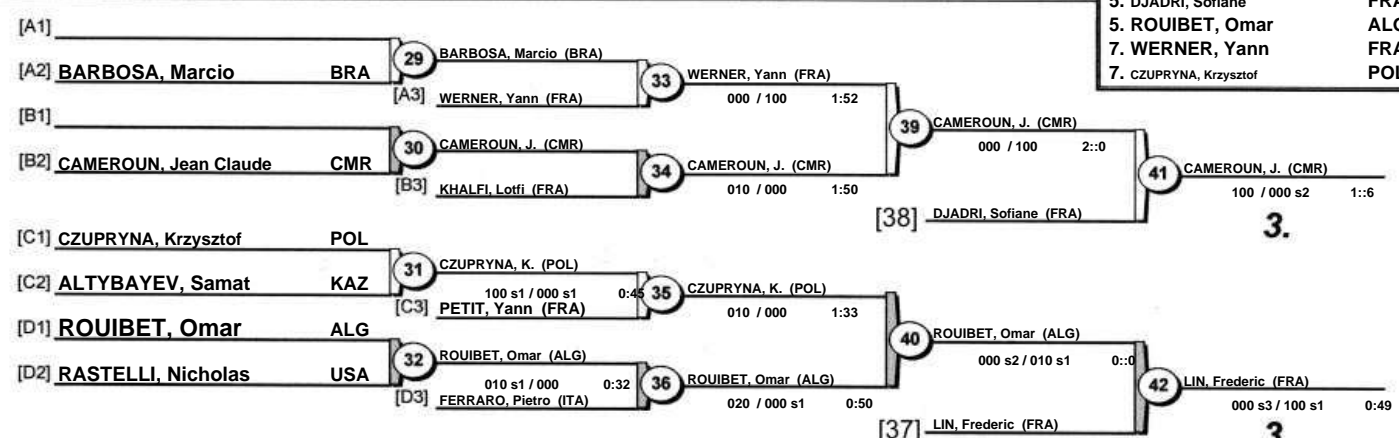 5. DJADRI, Sofiane FRA
5. ROUIBET, Omar ALG
7. WERNER, Yann FRA
7. CZUPRYNA, Krzysztof POL
[A1]
[A2] BARBOSA, Marcio BRA
29
BARBOSA, Marcio (BRA)
[A3] WERNER, Yann (FRA)
33
WERNER, Yann (FRA)
000 / 100 1:52
[B1]
[B2] CAMEROUN, Jean Claude CMR
30
CAMEROUN, J. (CMR)
[B3] KHALFI, Lotfi (FRA)
34
CAMEROUN, J. (CMR)
010 / 000 1:50
39
CAMEROUN, J. (CMR)
000 / 100 2::0
[38] DJADRI, Sofiane (FRA)
41
CAMEROUN, J. (CMR)
100 / 000 s2 1::6
3.
[C1] CZUPRYNA, Krzysztof POL
[C2] ALTYBAYEV, Samat KAZ
31
CZUPRYNA, K. (POL)
100 s1 / 000 s1 0:45
[C3] PETIT, Yann (FRA)
35
CZUPRYNA, K. (POL)
010 / 000 1:33
[D1] ROUIBET, Omar ALG
[D2] RASTELLI, Nicholas USA
32
ROUIBET, Omar (ALG)
010 s1 / 000 0:32
[D3] FERRARO, Pietro (ITA)
36
ROUIBET, Omar (ALG)
020 / 000 s1 0:50
40
ROUIBET, Omar (ALG)
000 s2 / 010 s1 0::0
[37] LIN, Frederic (FRA)
42
LIN, Frederic (FRA)
000 s3 / 100 s1 0:49
3.